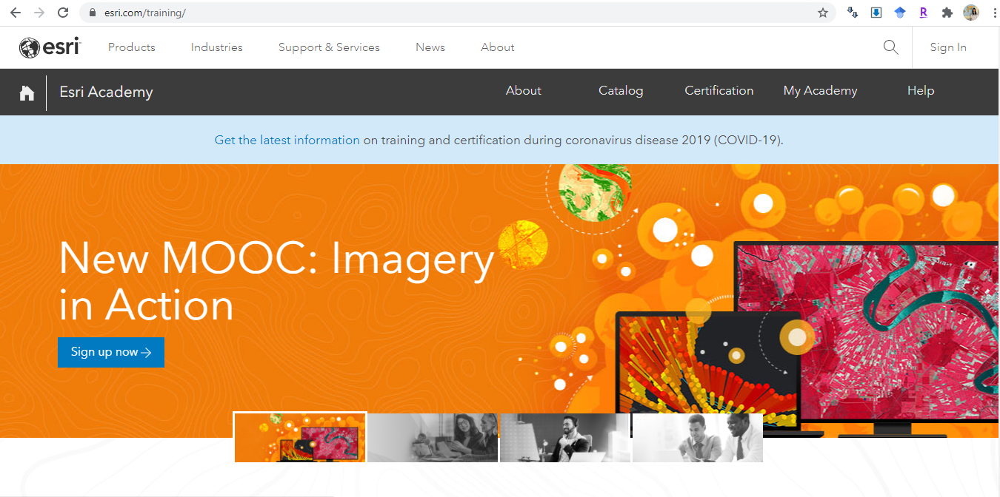 esri.com/training/
R
esri
Products Industries Support & Services News About Sign In
Esri Academy About Catalog Certification My Academy Help
Get the latest information on training and certification during coronavirus disease 2019 (COVID-19).
New MOOC: Imagery
in Action
Sign up now